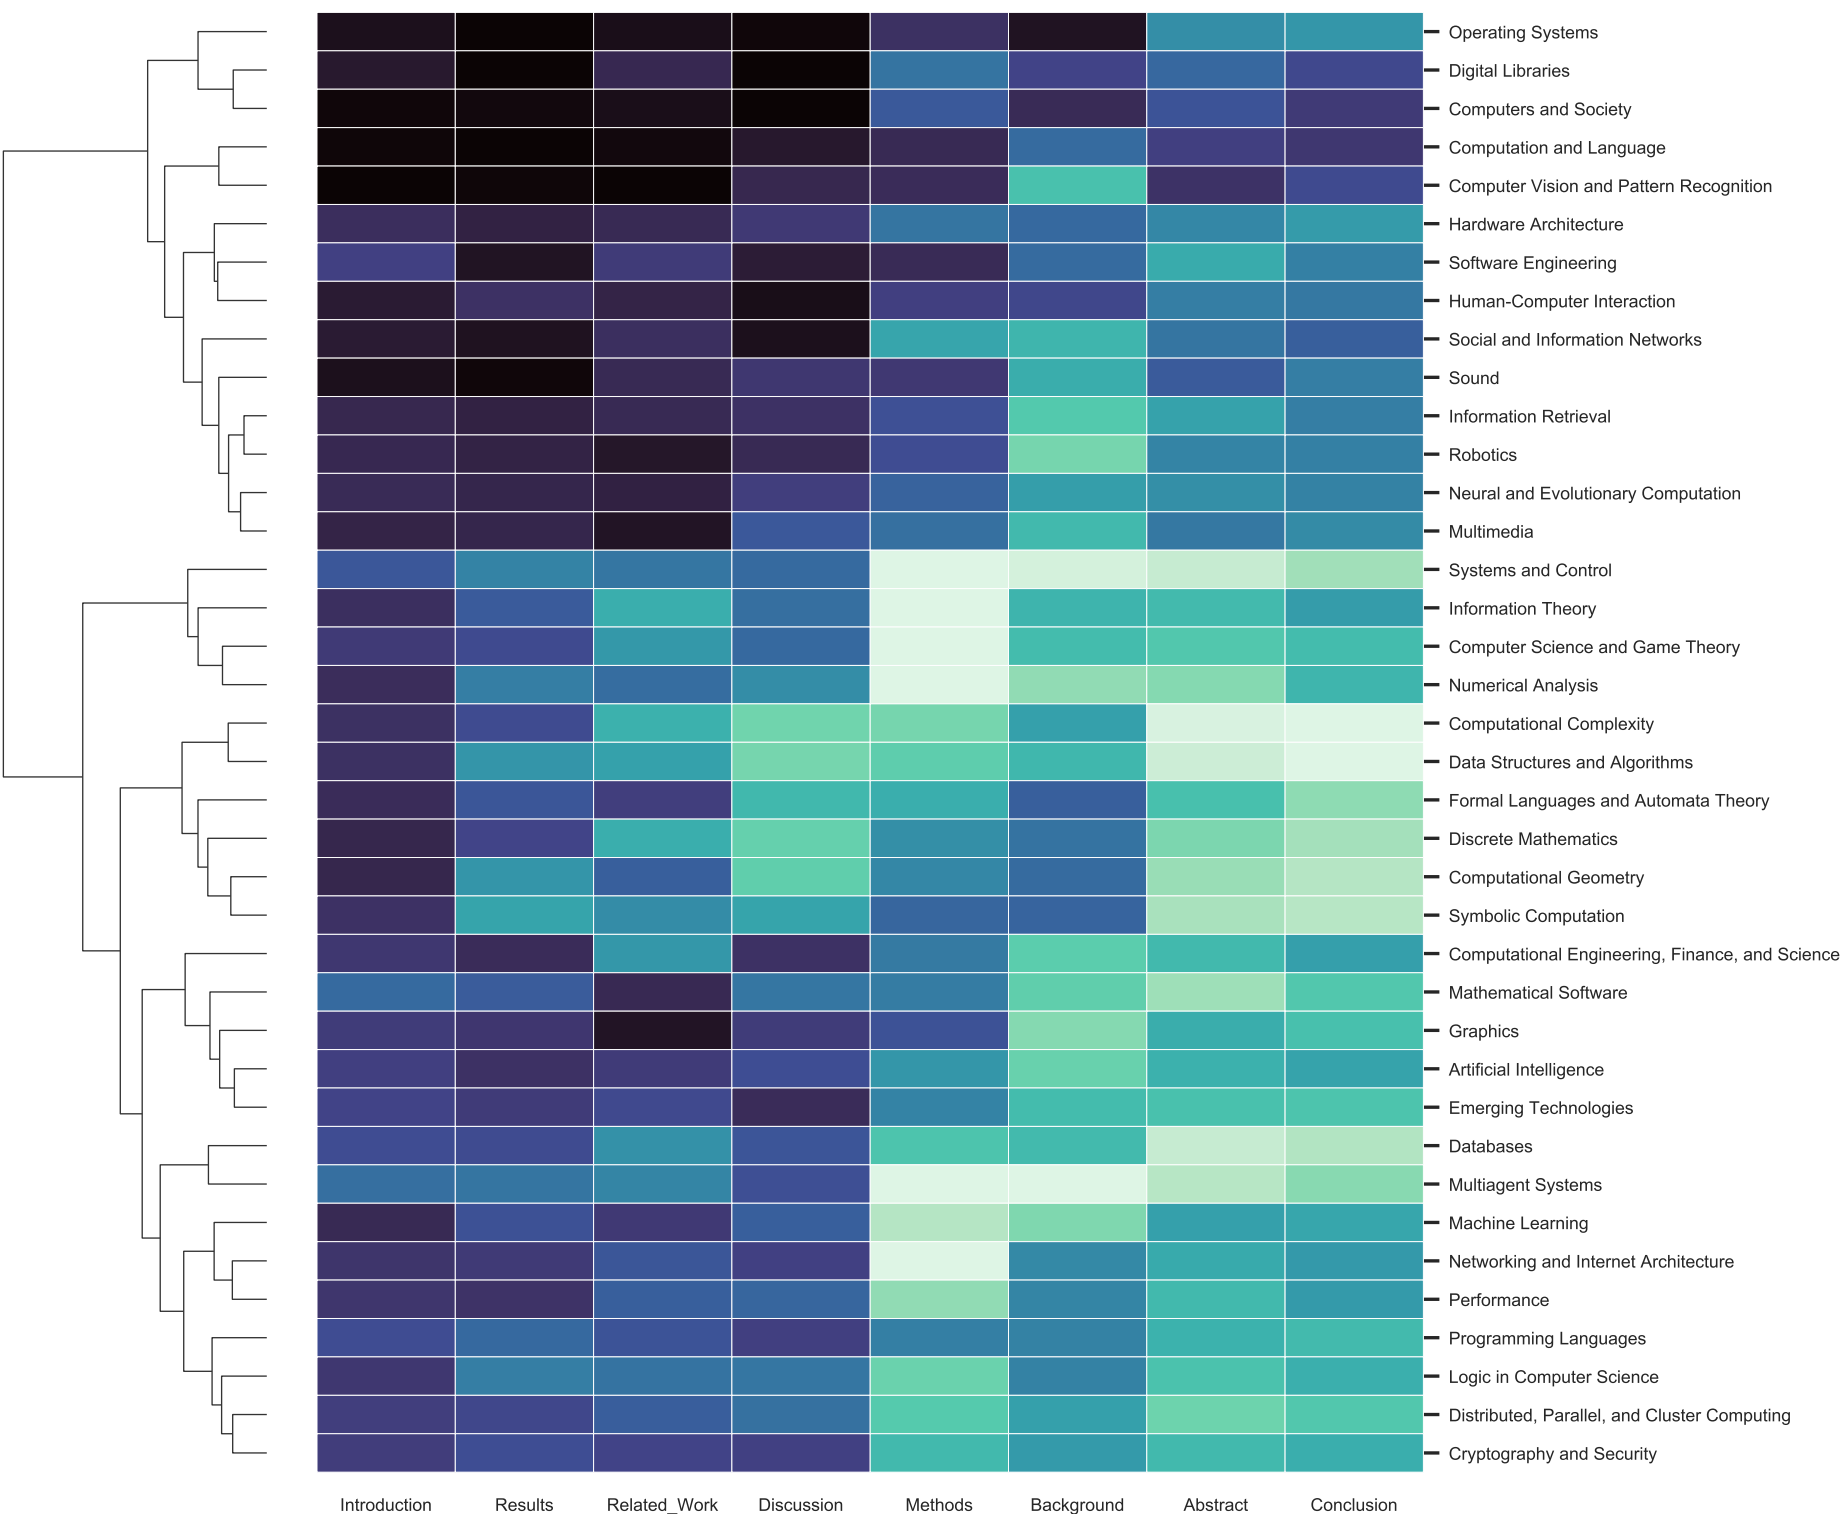 Operating Systems
Digital Libraries
Computers and Society
Computation and Language
Computer Vision and Pattern Recognition
Hardware Architecture
Software Engineering
Human-Computer Interaction
Social and Information Networks
Sound
Information Retrieval
Robotics
Neural and Evolutionary Computation
Multimedia
Systems and Control
Information Theory
Computer Science and Game Theory
Numerical Analysis
Computational Complexity
Data Structures and Algorithms
Formal Languages and Automata Theory
Discrete Mathematics
Computational Geometry
Symbolic Computation
Computational Engineering, Finance, and Science
Mathematical Software
Graphics
Artificial Intelligence
Emerging Technologies
Databases
Multiagent Systems
Machine Learning
Networking and Internet Architecture
Performance
Programming Languages
Logic in Computer Science
Distributed, Parallel, and Cluster Computing
Cryptography and Security
Introduction Results Related_Work Discussion Methods Background Abstract Conclusion